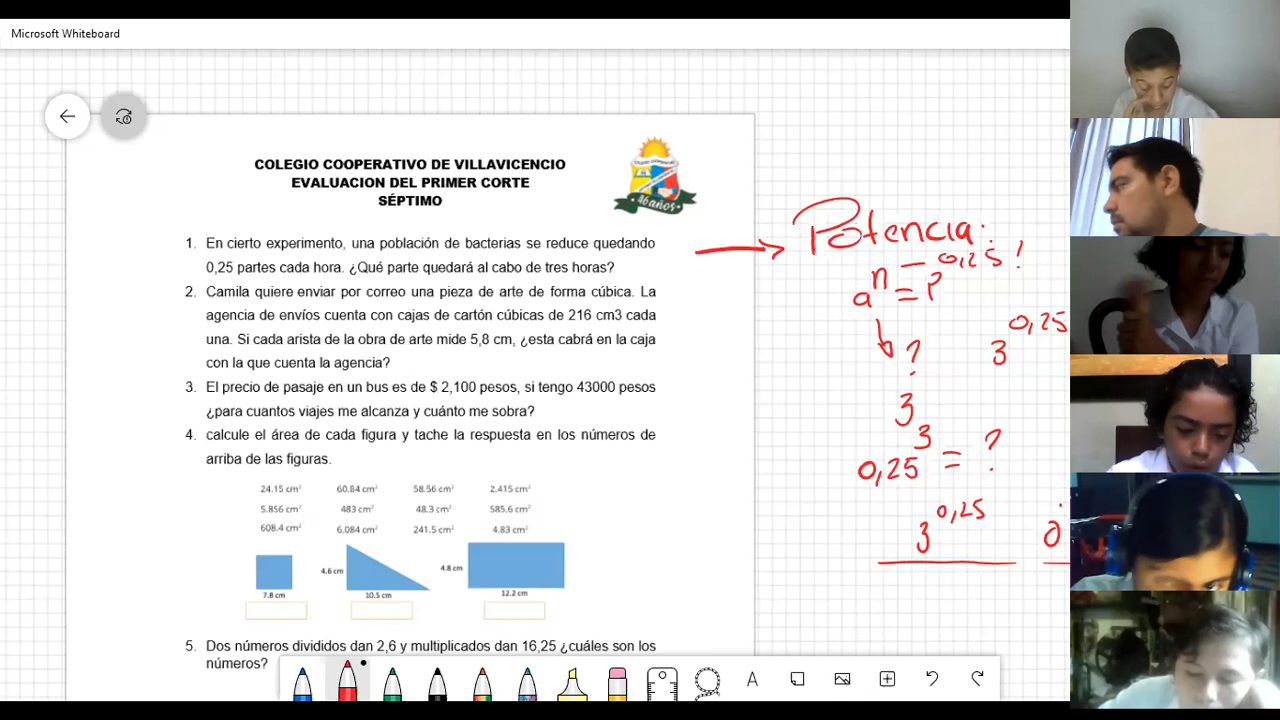 Microsoft Whiteboard
COLEGIO COOPERATIVO DE VILLAVICENCIO
EVALUACION DEL PRIMER CORTE
SÉPTIMO
46 años
1. En cierto experimento, una población de bacterias se reduce quedando
0,25 partes cada hora. ¿Qué parte quedará al cabo de tres horas?
2. Camila quiere enviar por correo una pieza de arte de forma cúbica. La
agencia de envíos cuenta con cajas de cartón cúbicas de 216 cm3 cada
una. Si cada arista de la obra de arte mide 5,8 cm, ¿esta cabrá en la caja
con la que cuenta la agencia?
3. El precio de pasaje en un bus es de $ 2,100 pesos, si tengo 43000 pesos
¿para cuantos viajes me alcanza y cuánto me sobra?
4. calcule el área de cada figura y tache la respuesta en los números de
arriba de las figuras.
24.15 cm² 60.84 cm² 58.56 cm² 2.415 cm²
5.856 cm² 483 cm² 48.3 cm² 585.6 cm²
608.4 cm² 6.084 cm² 241.5 cm² 4.83 cm²
4.6 cm 4.8 cm
7.8 cm 10.5 cm 12.2 cm
5. Dos números divididos dan 2,6 y multiplicados dan 16,25 ¿cuáles son los
números?
Potencia:
— 0,25 !
aⁿ = ?
? 3^0,25
3
0,25³ = ?
3^0,25 0
A